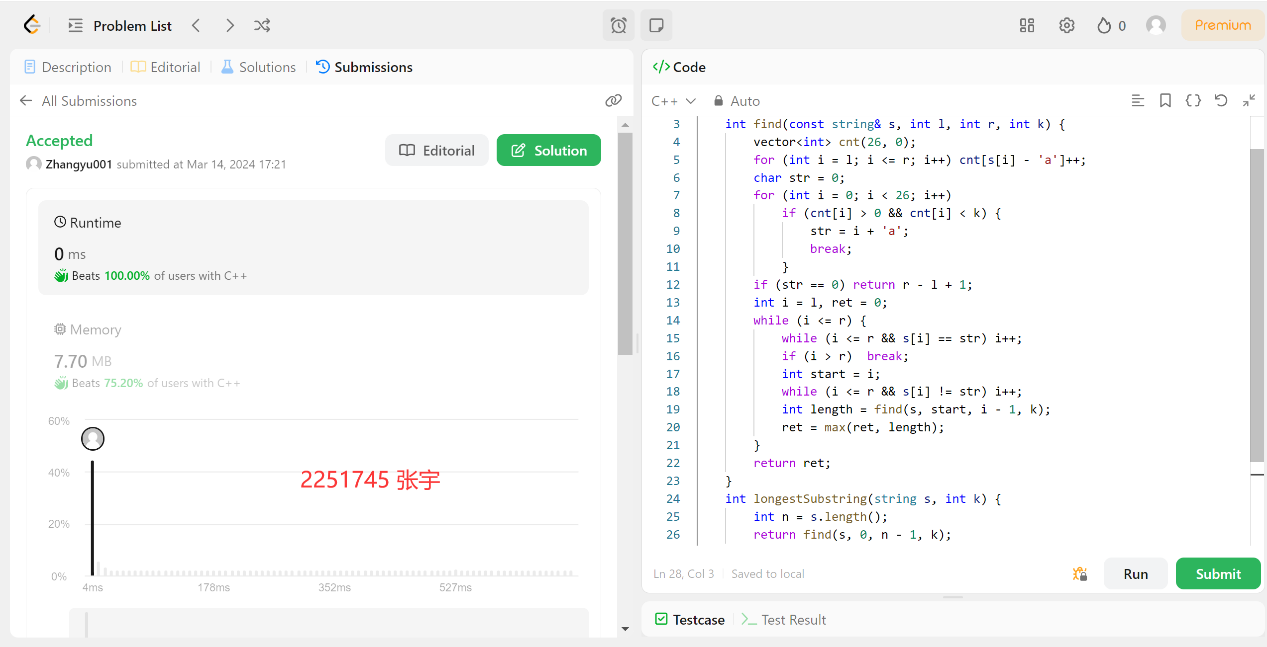 Problem List
0
Premium
Description
Editorial
Solutions
Submissions
All Submissions
Accepted
Zhangyu001 submitted at Mar 14, 2024 17:21
Editorial
Solution
Runtime
0 ms
Beats 100.00% of users with C++
Memory
7.70 MB
Beats 75.20% of users with C++
60%
40%
20%
0%
4ms 178ms 352ms 527ms
2251745 张宇
</> Code
C++
Auto
3 int find(const string& s, int l, int r, int k) {
4 vector<int> cnt(26, 0);
5 for (int i = l; i <= r; i++) cnt[s[i] - 'a']++;
6 char str = 0;
7 for (int i = 0; i < 26; i++)
8 if (cnt[i] > 0 && cnt[i] < k) {
9 str = i + 'a';
10 break;
11 }
12 if (str == 0) return r - l + 1;
13 int i = l, ret = 0;
14 while (i <= r) {
15 while (i <= r && s[i] == str) i++;
16 if (i > r)  break;
17 int start = i;
18 while (i <= r && s[i] != str) i++;
19 int length = find(s, start, i - 1, k);
20 ret = max(ret, length);
21 }
22 return ret;
23 }
24 int longestSubstring(string s, int k) {
25 int n = s.length();
26 return find(s, 0, n - 1, k);
Ln 28, Col 3
Saved to local
Run
Submit
Testcase
Test Result